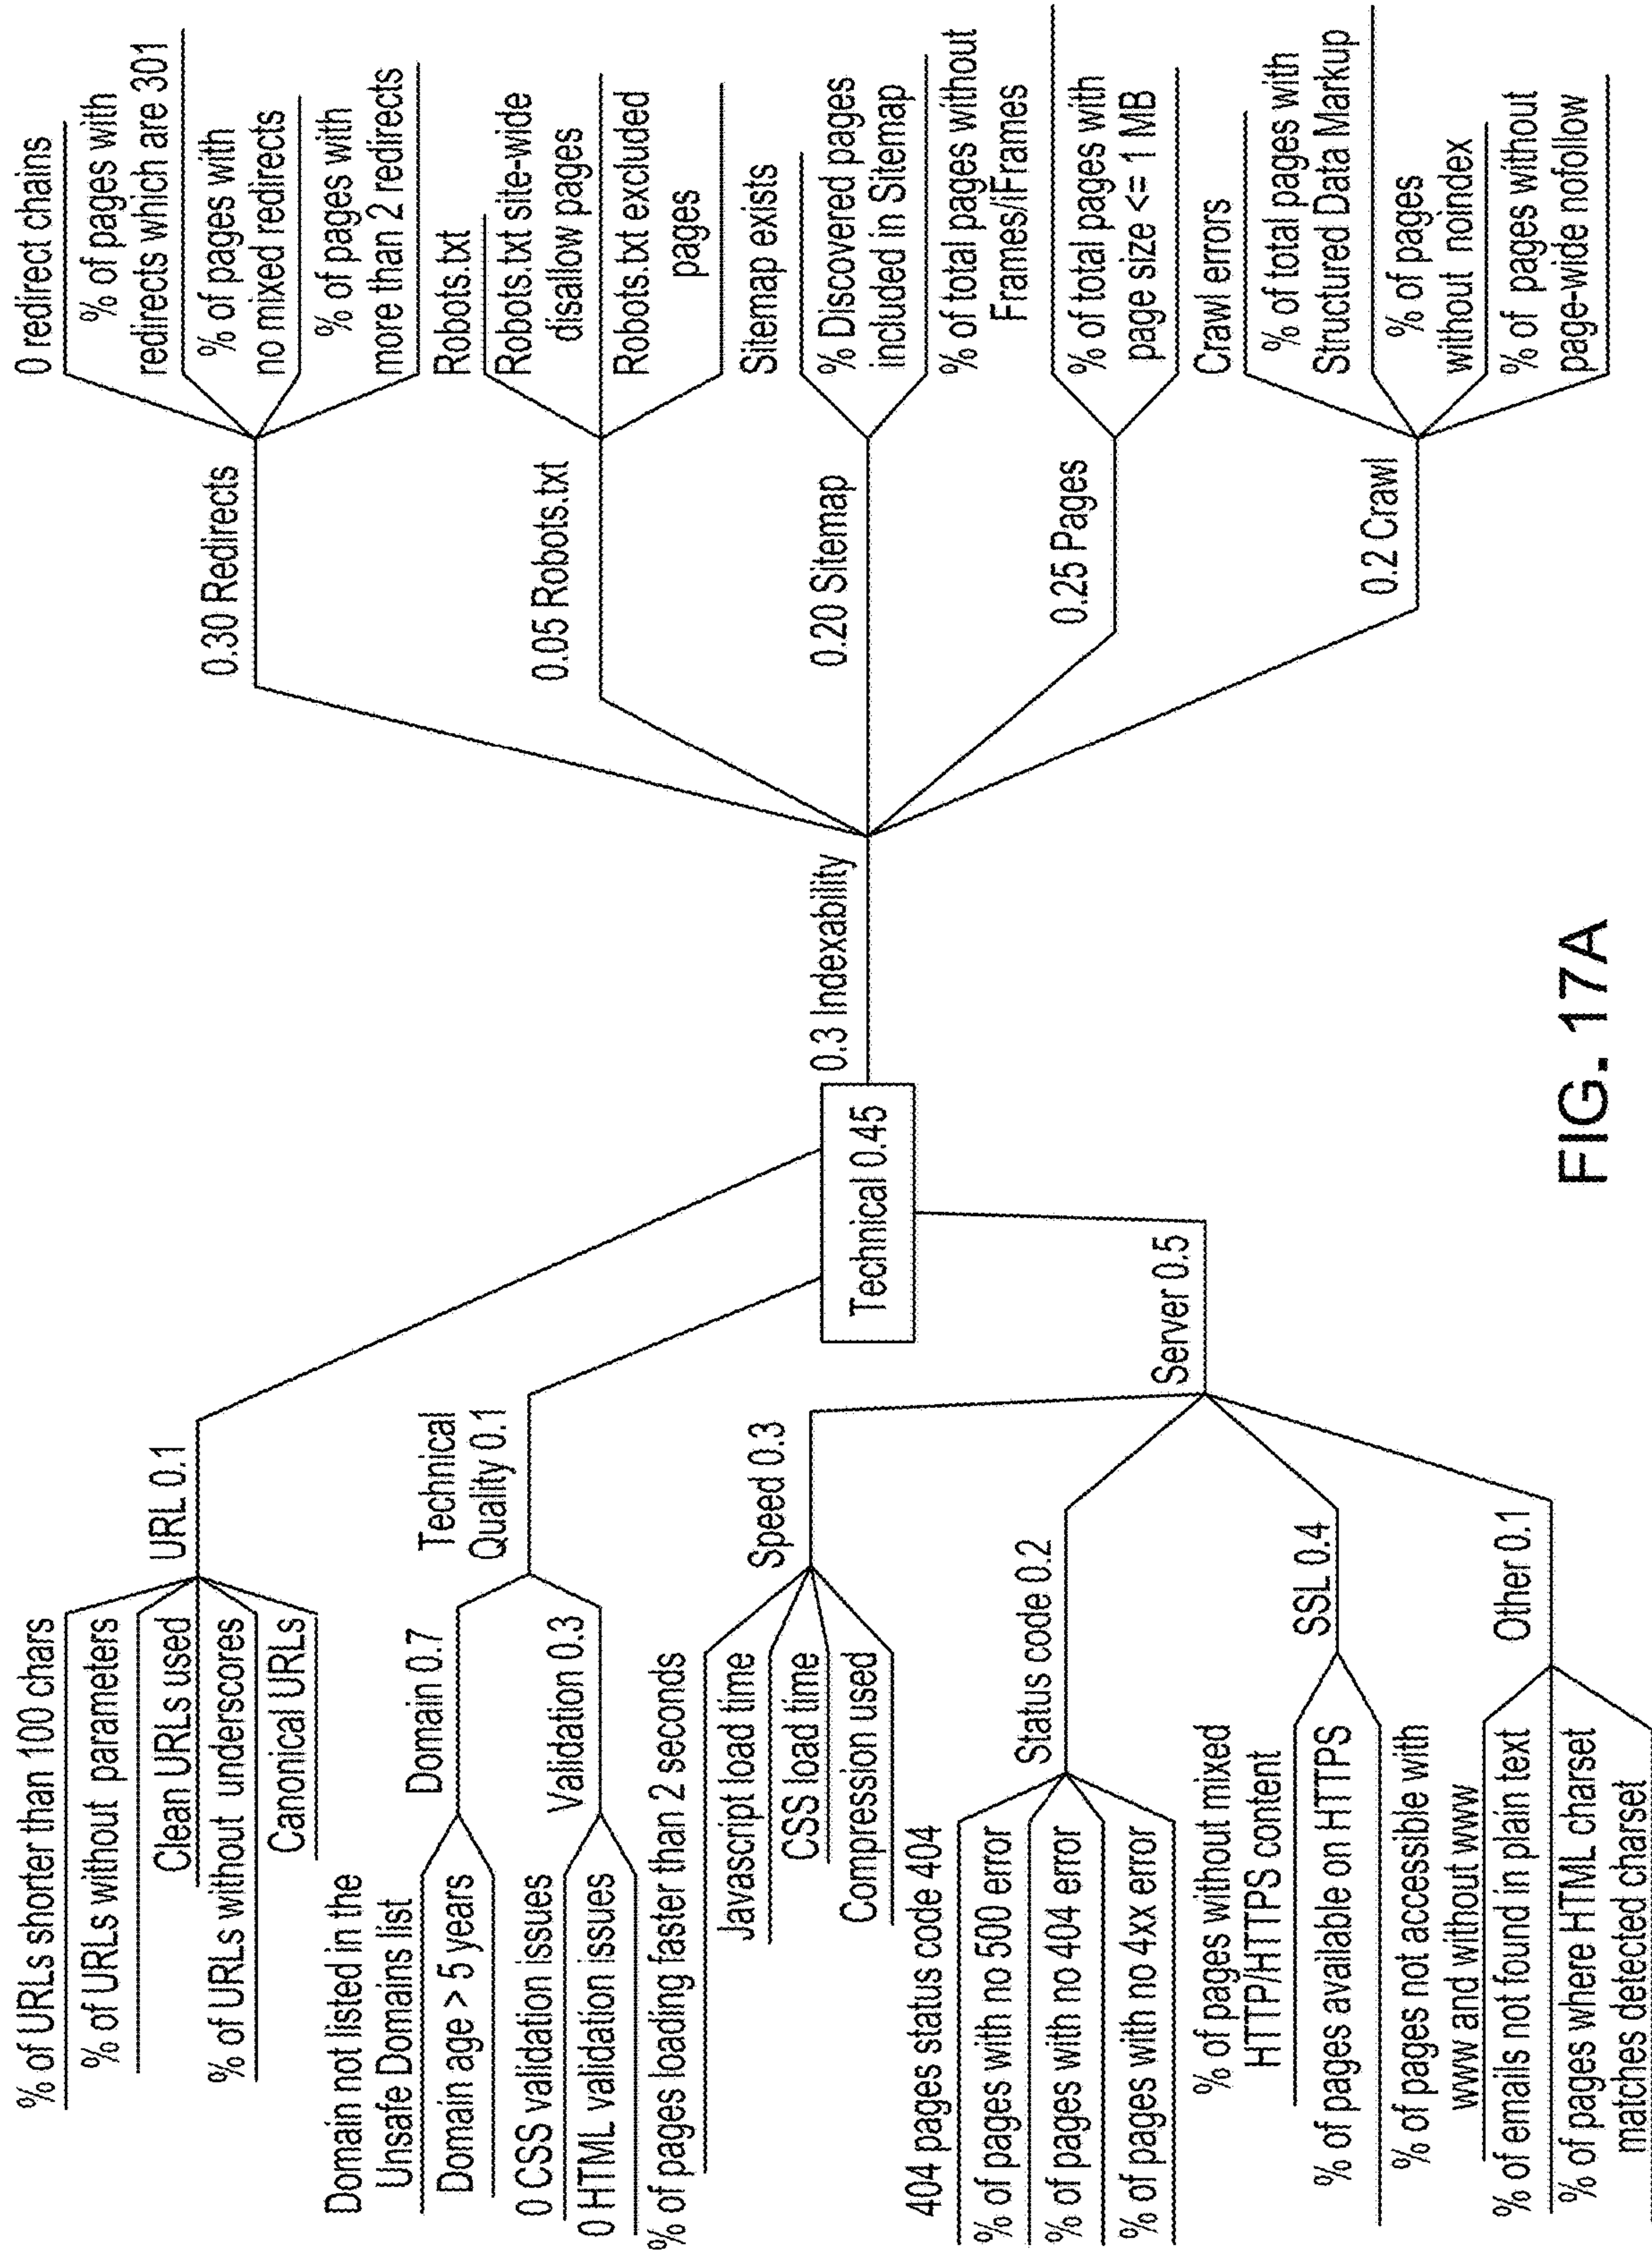 % of URLs shorter than 100 chars
% of URLs without parameters
Clean URLs used
% of URLs without underscores
Canonical URLs
URL 0.1
Domain not listed in the
Unsafe Domains list
Domain age > 5 years
Domain 0.7
0 CSS validation issues
0 HTML validation issues
Validation 0.3
Technical
Quality 0.1
% of pages loading faster than 2 seconds
Javascript load time
CSS load time
Compression used
Speed 0.3
404 pages status code 404
% of pages with no 500 error
% of pages with no 404 error
% of pages with no 4xx error
Status code 0.2
% of pages without mixed
HTTP/HTTPS content
% of pages available on HTTPS
SSL 0.4
% of pages not accessible with
www and without www
% of emails not found in plain text
% of pages where HTML charset
matches detected charset
Other 0.1
Server 0.5
Technical 0.45
0.3 Indexability
0.30 Redirects
0 redirect chains
% of pages with
redirects which are 301
% of pages with
no mixed redirects
% of pages with
more than 2 redirects
0.05 Robots.txt
Robots.txt
Robots.txt site-wide
disallow pages
Robots.txt excluded
pages
0.20 Sitemap
Sitemap exists
% Discovered pages
included in Sitemap
0.25 Pages
% of total pages without
Frames/iFrames
% of total pages with
page size <= 1 MB
0.2 Crawl
Crawl errors
% of total pages with
Structured Data Markup
% of pages
without noindex
% of pages without
page-wide nofollow
FIG. 17A